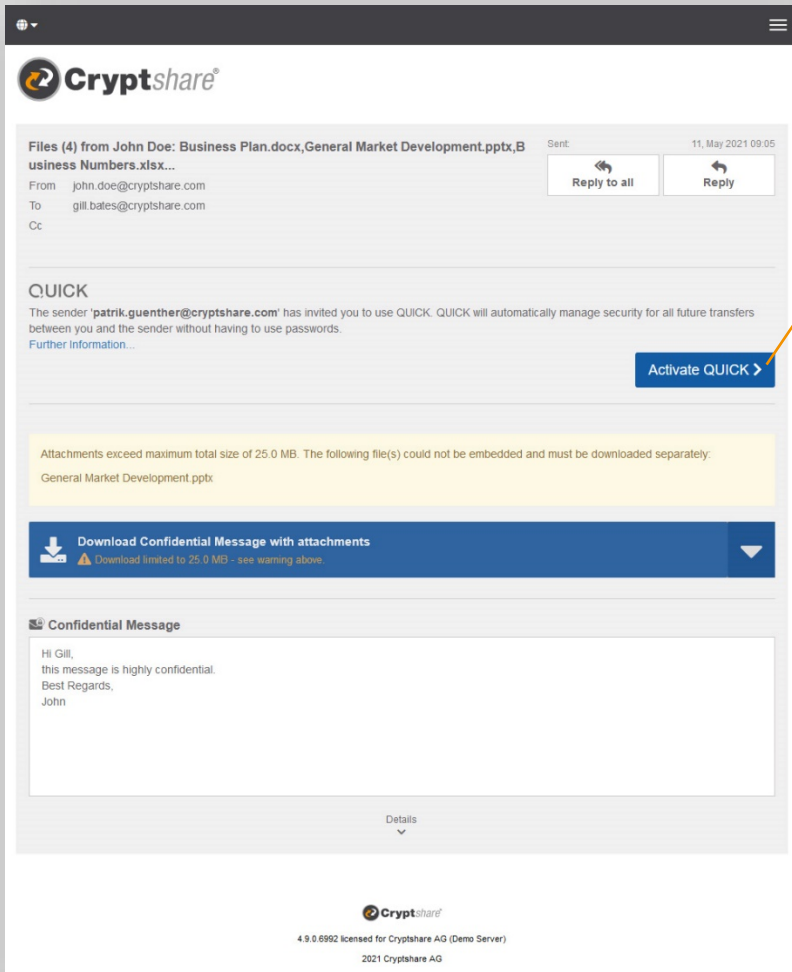 Cryptshare®
Files (4) from John Doe: Business Plan.docx,General Market Development.pptx,B
usiness Numbers.xlsx...
From john.doe@cryptshare.com
To gill.bates@cryptshare.com
Cc
Sent: 11, May 2021 09:05
Reply to all
Reply
QUICK
The sender 'patrik.guenther@cryptshare.com' has invited you to use QUICK. QUICK will automatically manage security for all future transfers
between you and the sender without having to use passwords.
Further Information...
Activate QUICK
Attachments exceed maximum total size of 25.0 MB. The following file(s) could not be embedded and must be downloaded separately:
General Market Development.pptx
Download Confidential Message with attachments
Download limited to 25.0 MB - see warning above.
Confidential Message
Hi Gill,
this message is highly confidential.
Best Regards,
John
Details
Cryptshare®
4.9.0.6992 licensed for Cryptshare AG (Demo Server)
2021 Cryptshare AG